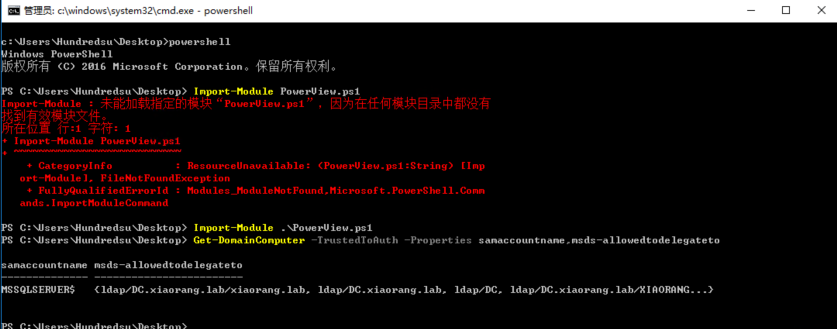 管理员: c:\windows\system32\cmd.exe - powershell
c:\Users\Hundredsu\Desktop>powershell
Windows PowerShell
版权所有 (C) 2016 Microsoft Corporation。保留所有权利。
PS C:\Users\Hundredsu\Desktop> Import-Module PowerView.ps1
Import-Module : 未能加载指定的模块“PowerView.ps1”，因为在任何模块目录中都没有
找到有效模块文件。
所在位置 行:1 字符: 1
+ Import-Module PowerView.ps1
+ ~~~~~~~~~~~~~~~~~~~~~~~~~~~
+ CategoryInfo : ResourceUnavailable: (PowerView.ps1:String) [Imp
ort-Module], FileNotFoundException
+ FullyQualifiedErrorId : Modules_ModuleNotFound,Microsoft.PowerShell.Comm
ands.ImportModuleCommand
PS C:\Users\Hundredsu\Desktop> Import-Module .\PowerView.ps1
PS C:\Users\Hundredsu\Desktop> Get-DomainComputer -TrustedToAuth -Properties samaccountname,msds-allowedtodelegateto
samaccountname msds-allowedtodelegateto
-------------- ------------------------
MSSQLSERVER$ {ldap/DC.xiaorang.lab/xiaorang.lab, ldap/DC.xiaorang.lab, ldap/DC, ldap/DC.xiaorang.lab/XIAORANG...}
PS C:\Users\Hundredsu\Desktop>